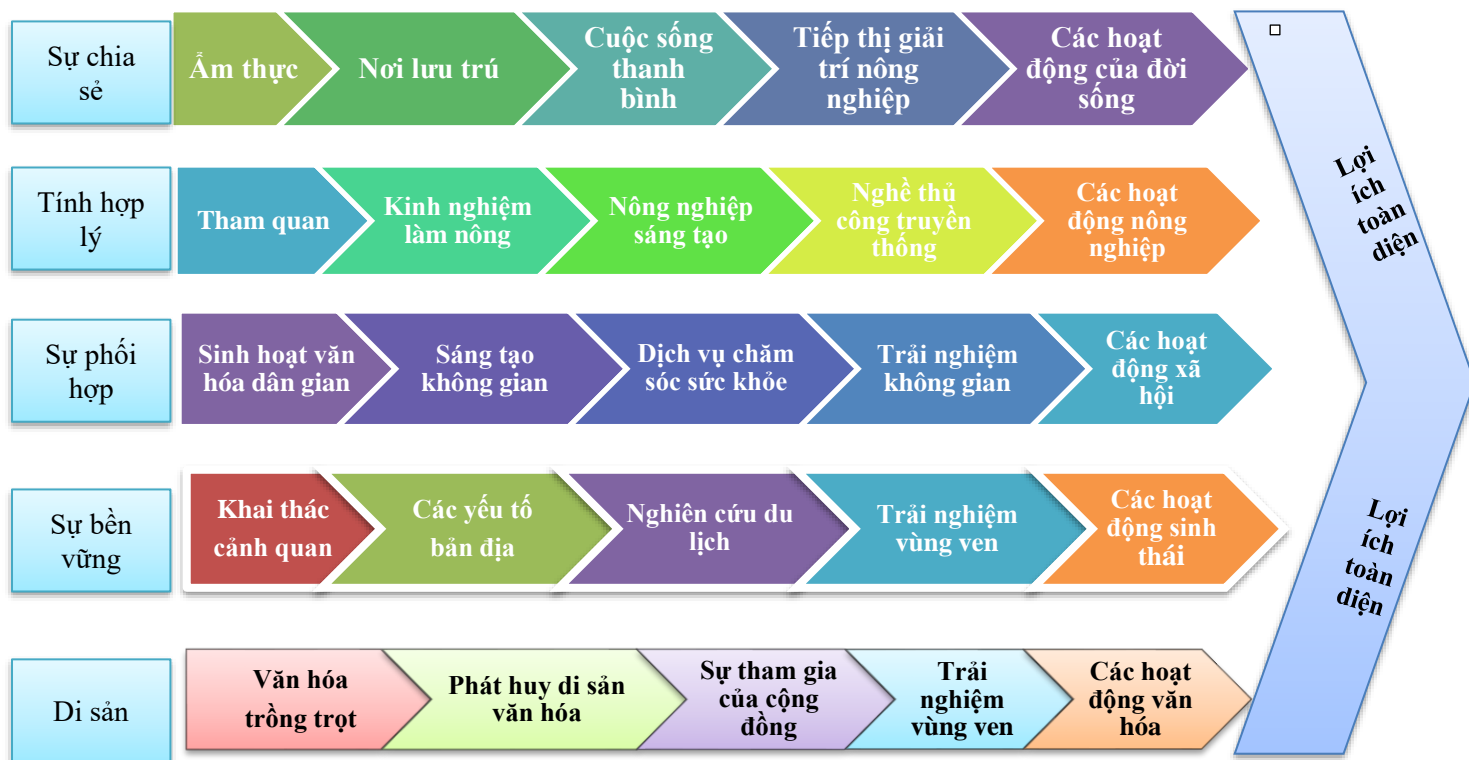 Sự chia
sẻ
Ẩm thực
Nơi lưu trú
Cuộc sống
thanh
bình
Tiếp thị giải
trí nông
nghiệp
Các hoạt
động của đời
sống
Tính hợp
lý
Tham quan
Kinh nghiệm
làm nông
Nông nghiệp
sáng tạo
Nghề thủ
công truyền
thống
Các hoạt
động nông
nghiệp
Sự phối
hợp
Sinh hoạt văn
hóa dân gian
Sáng tạo
không gian
Dịch vụ chăm
sóc sức khỏe
Trải nghiệm
không gian
Các hoạt
động xã
hội
Sự bền
vững
Khai thác
cảnh quan
Các yếu tố
bản địa
Nghiên cứu du
lịch
Trải nghiệm
vùng ven
Các hoạt
động sinh
thái
Di sản
Văn hóa
trồng trọt
Phát huy di sản
văn hóa
Sự tham gia
của cộng
đồng
Trải
nghiệm
vùng ven
Các hoạt
động văn
hóa
Lợi
ích
toàn
diện
Lợi
ích
toàn
diện